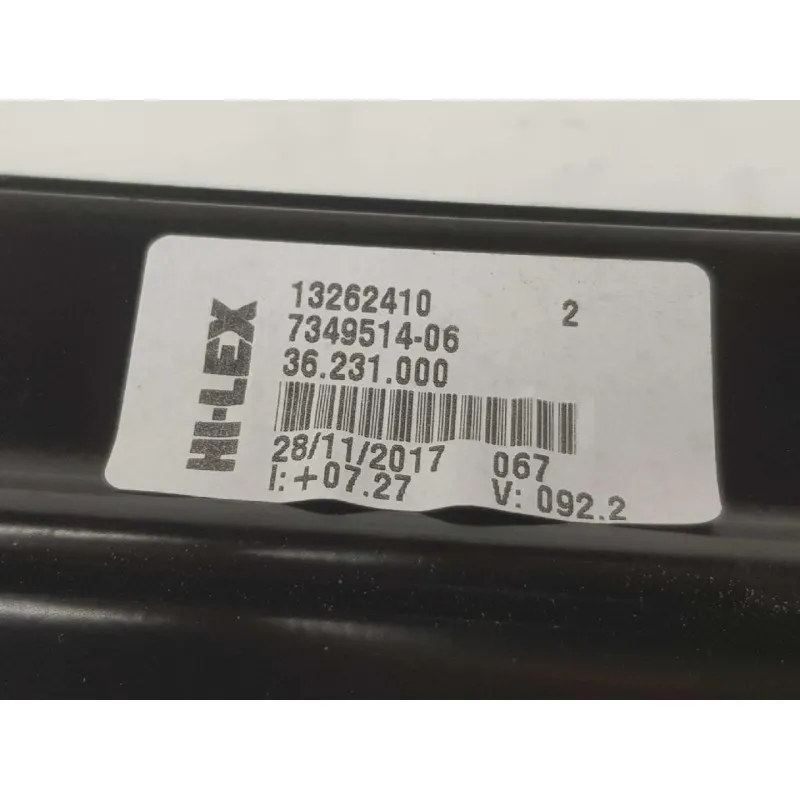 HI-LEX
13262410 2
7349514-06
36.231.000
28/11/2017 067
I: +07.27 V: 092.2